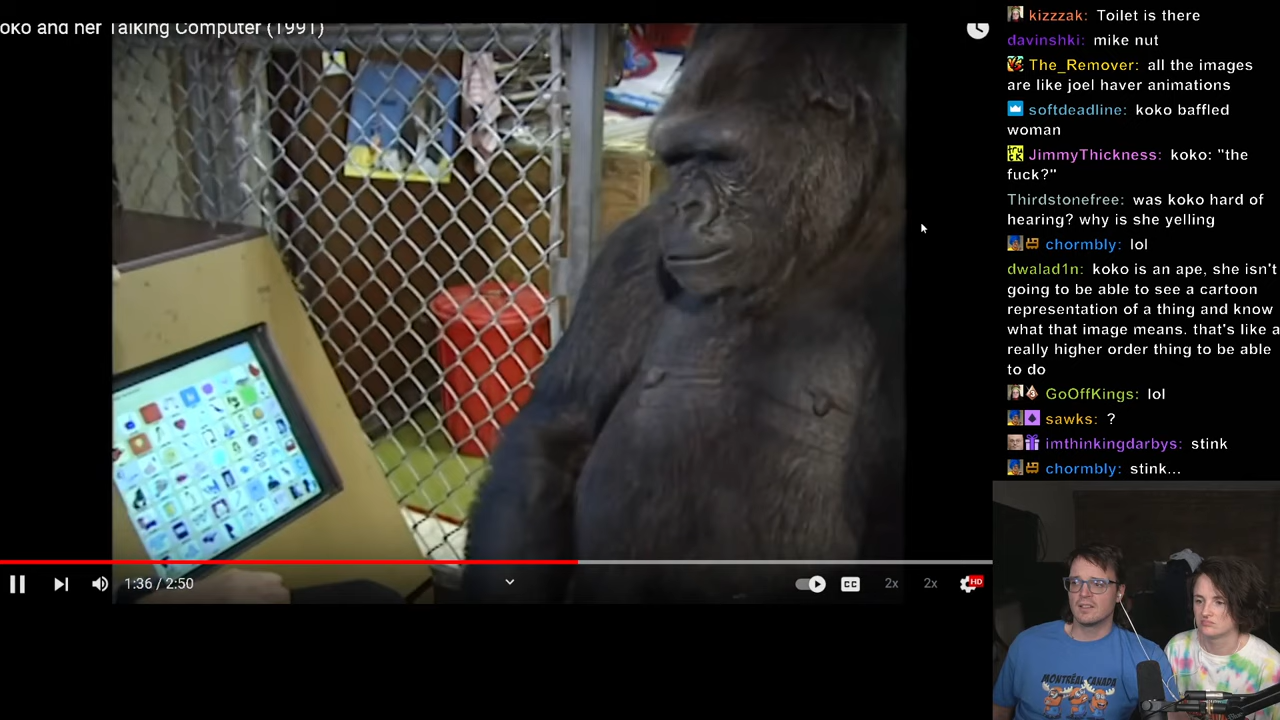 oko and her Talking Computer (1991)
kizzzak: Toilet is there
davinshki: mike nut
The_Remover: all the images
are like joel haver animations
softdeadline: koko baffled
woman
JimmyThickness: koko: "the
fuck?"
Thirdstonefree: was koko hard of
hearing? why is she yelling
chormbly: lol
dwalad1n: koko is an ape, she isn't
going to be able to see a cartoon
representation of a thing and know
what that image means. that's like a
really higher order thing to be able
to do
GoOffKings: lol
sawks: ?
imthinkingdarbys: stink
chormbly: stink...
1:36 / 2:50
CC
2x
2x
HD
MONTRÉAL CANADA